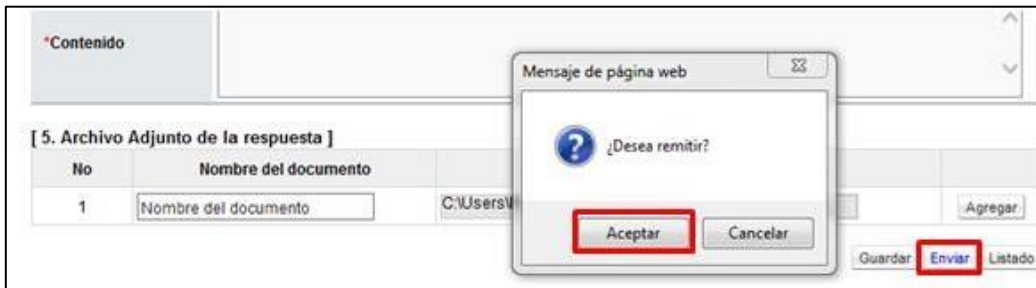 *Contenido
Mensaje de página web
¿Desea remitir?
Aceptar Cancelar
[ 5. Archivo Adjunto de la respuesta ]
No Nombre del documento
1 Nombre del documento C:\Users\ Agregar
Guardar Enviar Listado